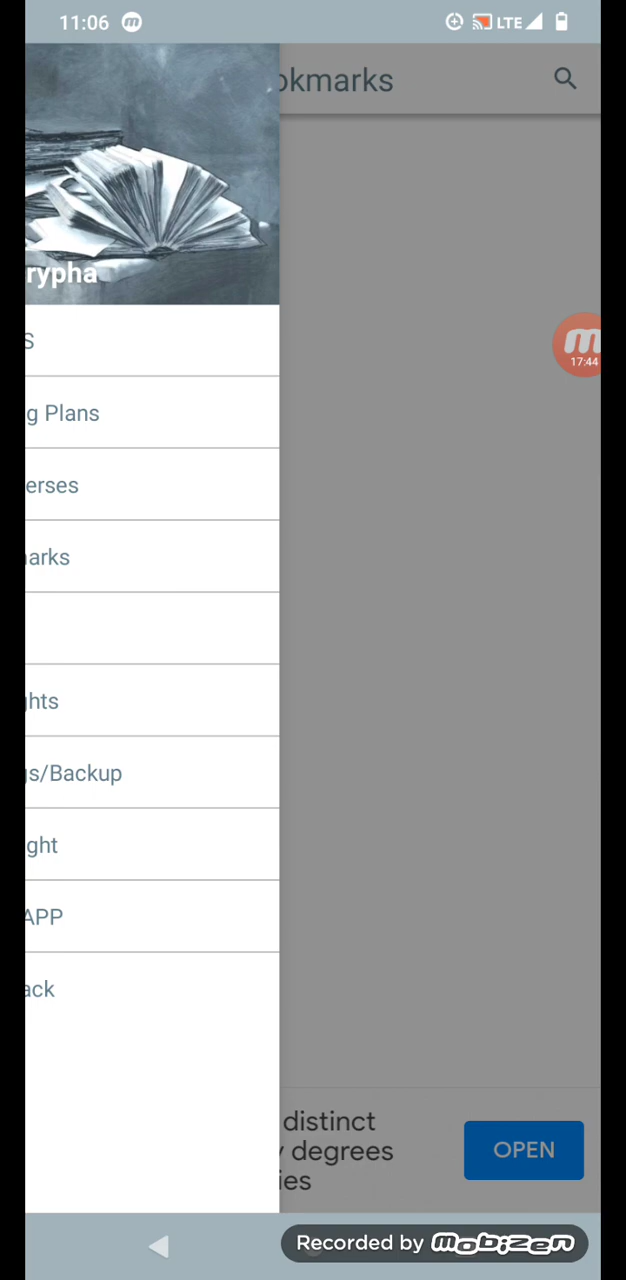 11:06 m LTE
okmarks
rypha
S
m
17:44
g Plans
erses
arks
hts
gs/Backup
ght
APP
ack
distinct
y degrees
ies
OPEN
Recorded by mobizen